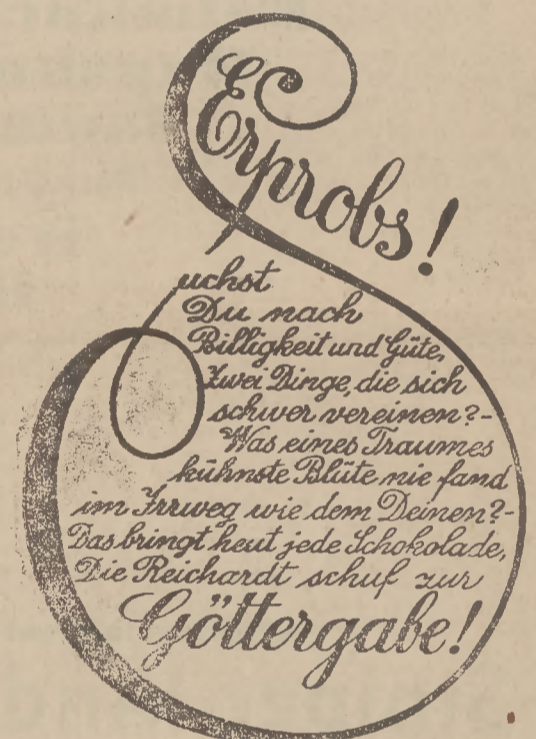 Erprobs!
Suchst
Du nach
Billigkeit und Güte,
Zwei Dinge, die sich
schwer vereinen?-
Was eines Traumes
kühnste Blüte nie fand
im Irrweg wie dem Deinen?-
Das bringt heut jede Schokolade,
Die Reichardt schuf zur
Göttergabe!